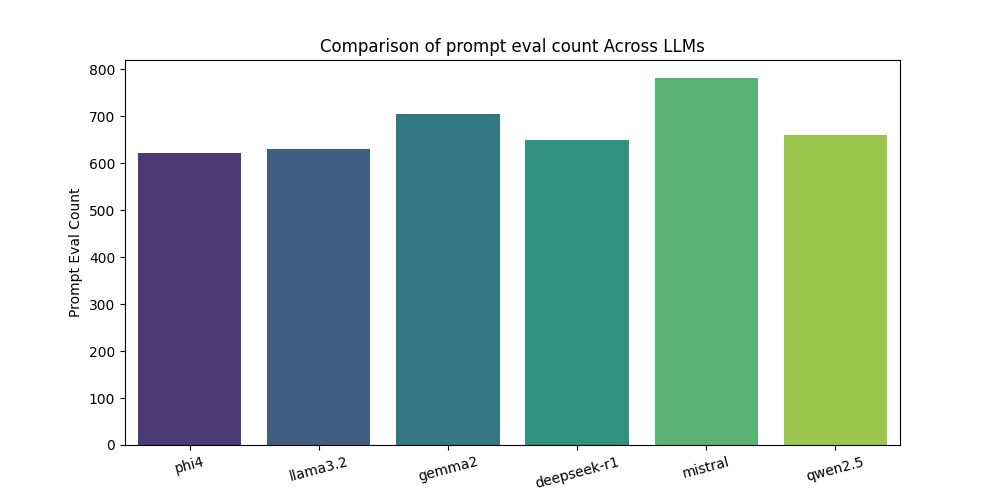 Comparison of prompt eval count Across LLMs
Prompt Eval Count
800
700
600
500
400
300
200
100
0
phi4
llama3.2
gemma2
deepseek-r1
mistral
qwen2.5